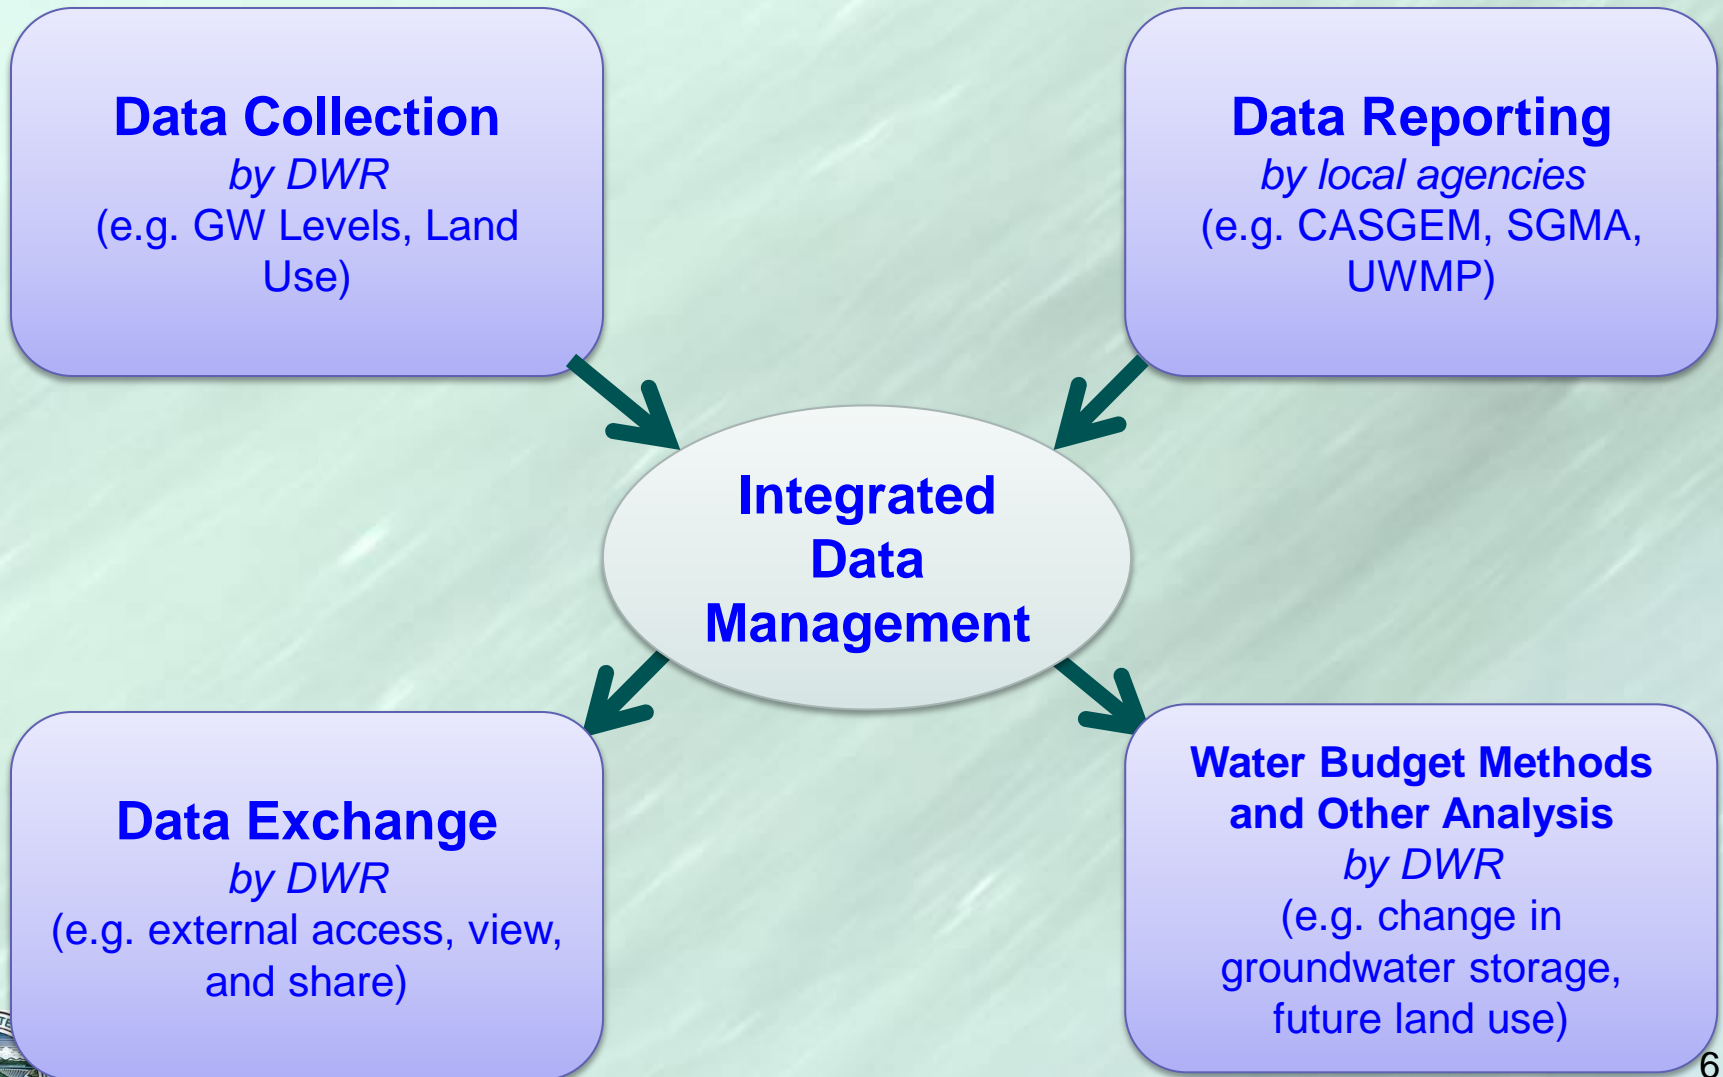 Data Collection
by DWR
(e.g. GW Levels, Land
Use)
Data Reporting
by local agencies
(e.g. CASGEM, SGMA,
UWMP)
Integrated
Data
Management
Data Exchange
by DWR
(e.g. external access, view,
and share)
Water Budget Methods
and Other Analysis
by DWR
(e.g. change in
groundwater storage,
future land use)
6